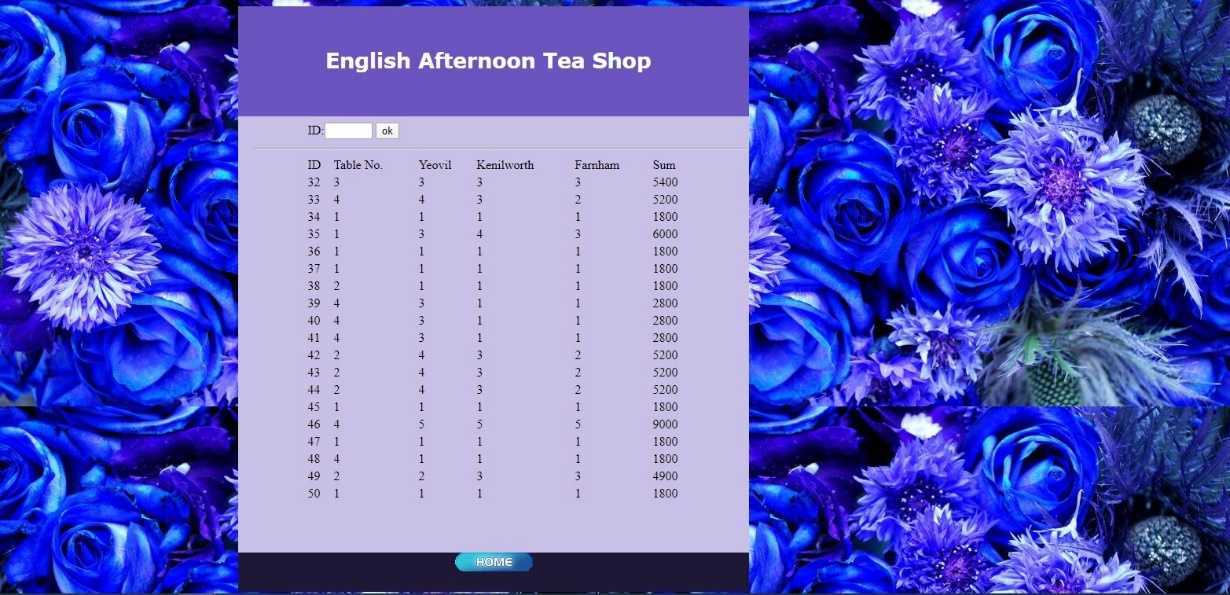 English Afternoon Tea Shop
ID: ok
ID Table No. Yeovil Kenilworth Farnham Sum
32 3 3 3 3 5400
33 4 4 3 2 5200
34 1 1 1 1 1800
35 1 3 4 3 6000
36 1 1 1 1 1800
37 1 1 1 1 1800
38 2 1 1 1 1800
39 4 3 1 1 2800
40 4 3 1 1 2800
41 4 3 1 1 2800
42 2 4 3 2 5200
43 2 4 3 2 5200
44 2 4 3 2 5200
45 1 1 1 1 1800
46 4 5 5 5 9000
47 1 1 1 1 1800
48 4 1 1 1 1800
49 2 2 3 3 4900
50 1 1 1 1 1800
HOME